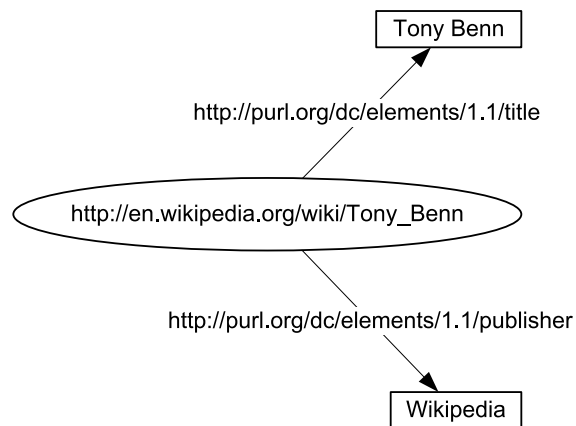 Tony Benn
http://purl.org/dc/elements/1.1/title
http://en.wikipedia.org/wiki/Tony_Benn
http://purl.org/dc/elements/1.1/publisher
Wikipedia